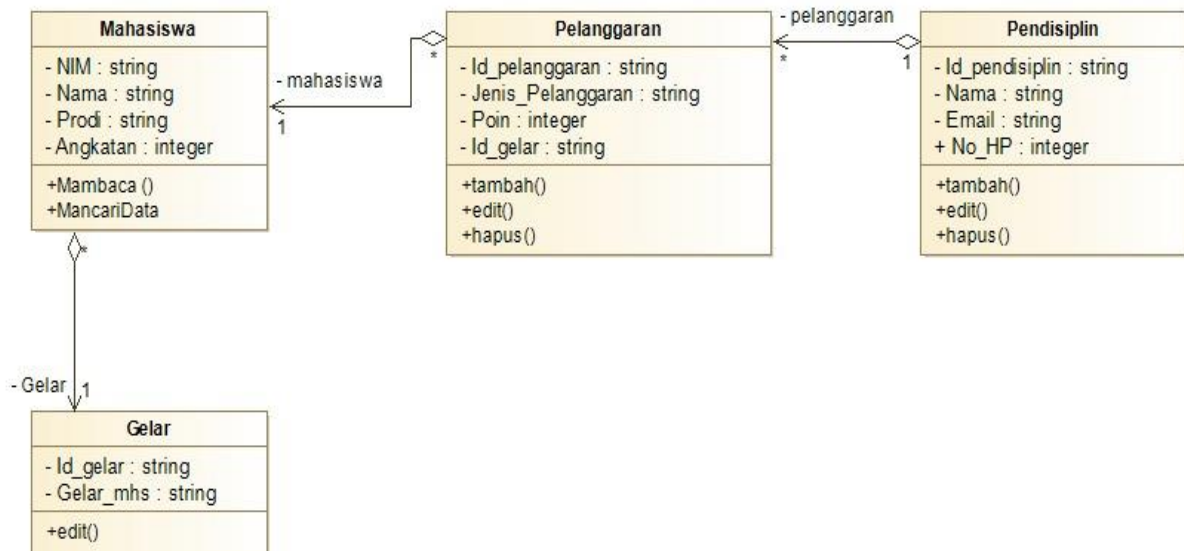 Mahasiswa
- NIM : string
- Nama : string
- Prodi : string
- Angkatan : integer
+Mambaca ()
+MancariData
- mahasiswa
1
*
Pelanggaran
- Id_pelanggaran : string
- Jenis_Pelanggaran : string
- Poin : integer
- Id_gelar : string
+tambah()
+edit()
+hapus()
- pelanggaran
*
1
Pendisiplin
- Id_pendisiplin : string
- Nama : string
- Email : string
+ No_HP : integer
+tambah()
+edit()
+hapus()
*
- Gelar
1
Gelar
- Id_gelar : string
- Gelar_mhs : string
+edit()